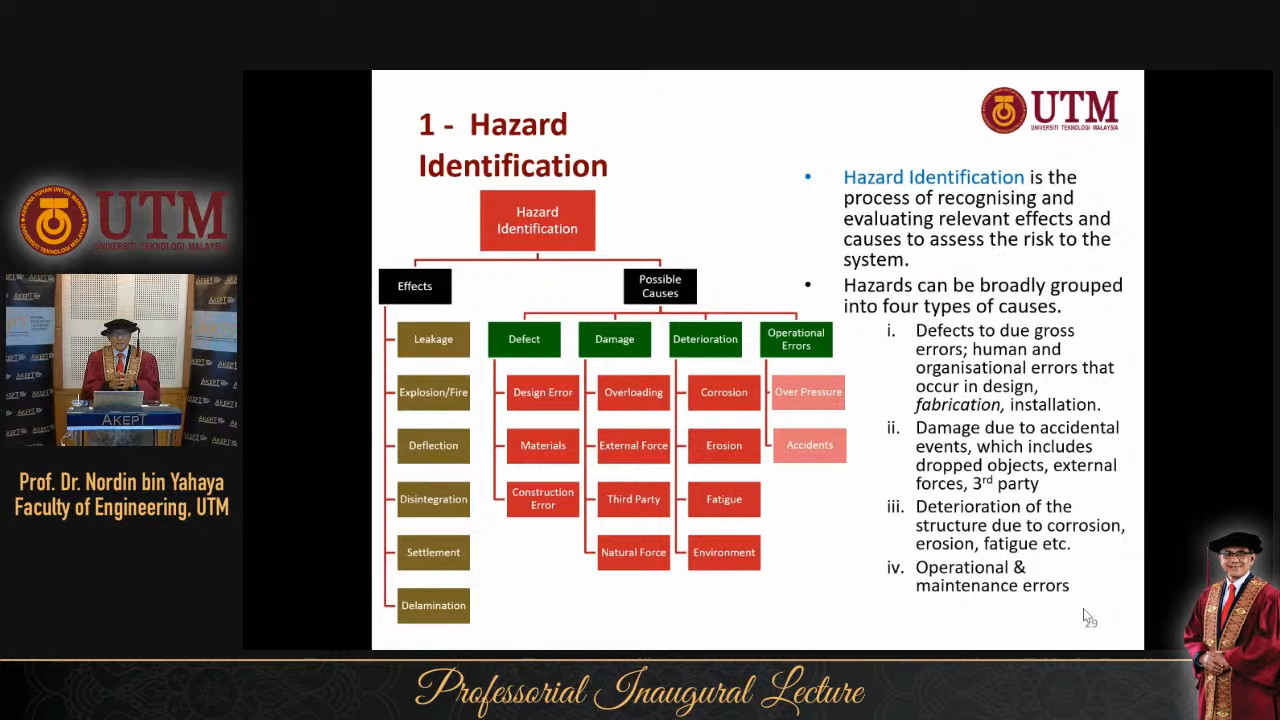 1 - Hazard
Identification
UTM
UNIVERSITI TEKNOLOGI MALAYSIA
Hazard
Identification
Effects
Possible
Causes
Leakage
Explosion/Fire
Deflection
Disintegration
Settlement
Delamination
Defect
Design Error
Materials
Construction
Error
Damage
Overloading
External Force
Third Party
Natural Force
Deterioration
Corrosion
Erosion
Fatigue
Environment
Operational
Errors
Over Pressure
Accidents
• Hazard Identification is the
process of recognising and
evaluating relevant effects and
causes to assess the risk to the
system.
• Hazards can be broadly grouped
into four types of causes.
i. Defects to due gross
errors; human and
organisational errors that
occur in design,
fabrication, installation.
ii. Damage due to accidental
events, which includes
dropped objects, external
forces, 3rd party
iii. Deterioration of the
structure due to corrosion,
erosion, fatigue etc.
iv. Operational &
maintenance errors
29
UTM
UNIVERSITI TEKNOLOGI MALAYSIA
AKEPT
Prof. Dr. Nordin bin Yahaya
Faculty of Engineering, UTM
Professorial Inaugural Lecture